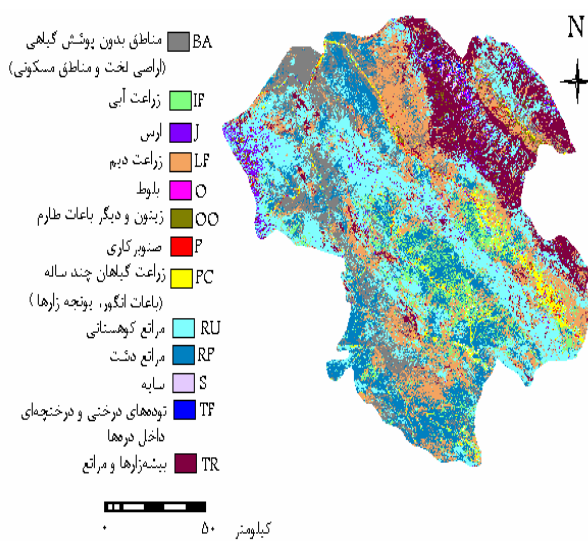 N
مناطق بدون پوشش گیاهی BA
(اراضی لخت و مناطق مسکونی)
زراعت آبی IF
ارس J
زراعت دیم LF
بلوط O
زیتون و دیگر باغات طارم OO
صنوبرکاری P
زراعت گیاهان چند ساله PC
(باغات انگور، یونجه زارها)
مراتع کوهستانی RU
مراتع دشت RP
سایه S
توده‌های درختی و درختچه‌ای TF
داخل دره‌ها
بیشه‌زارها و مراتع TR
۰ ۵۰ کیلومتر